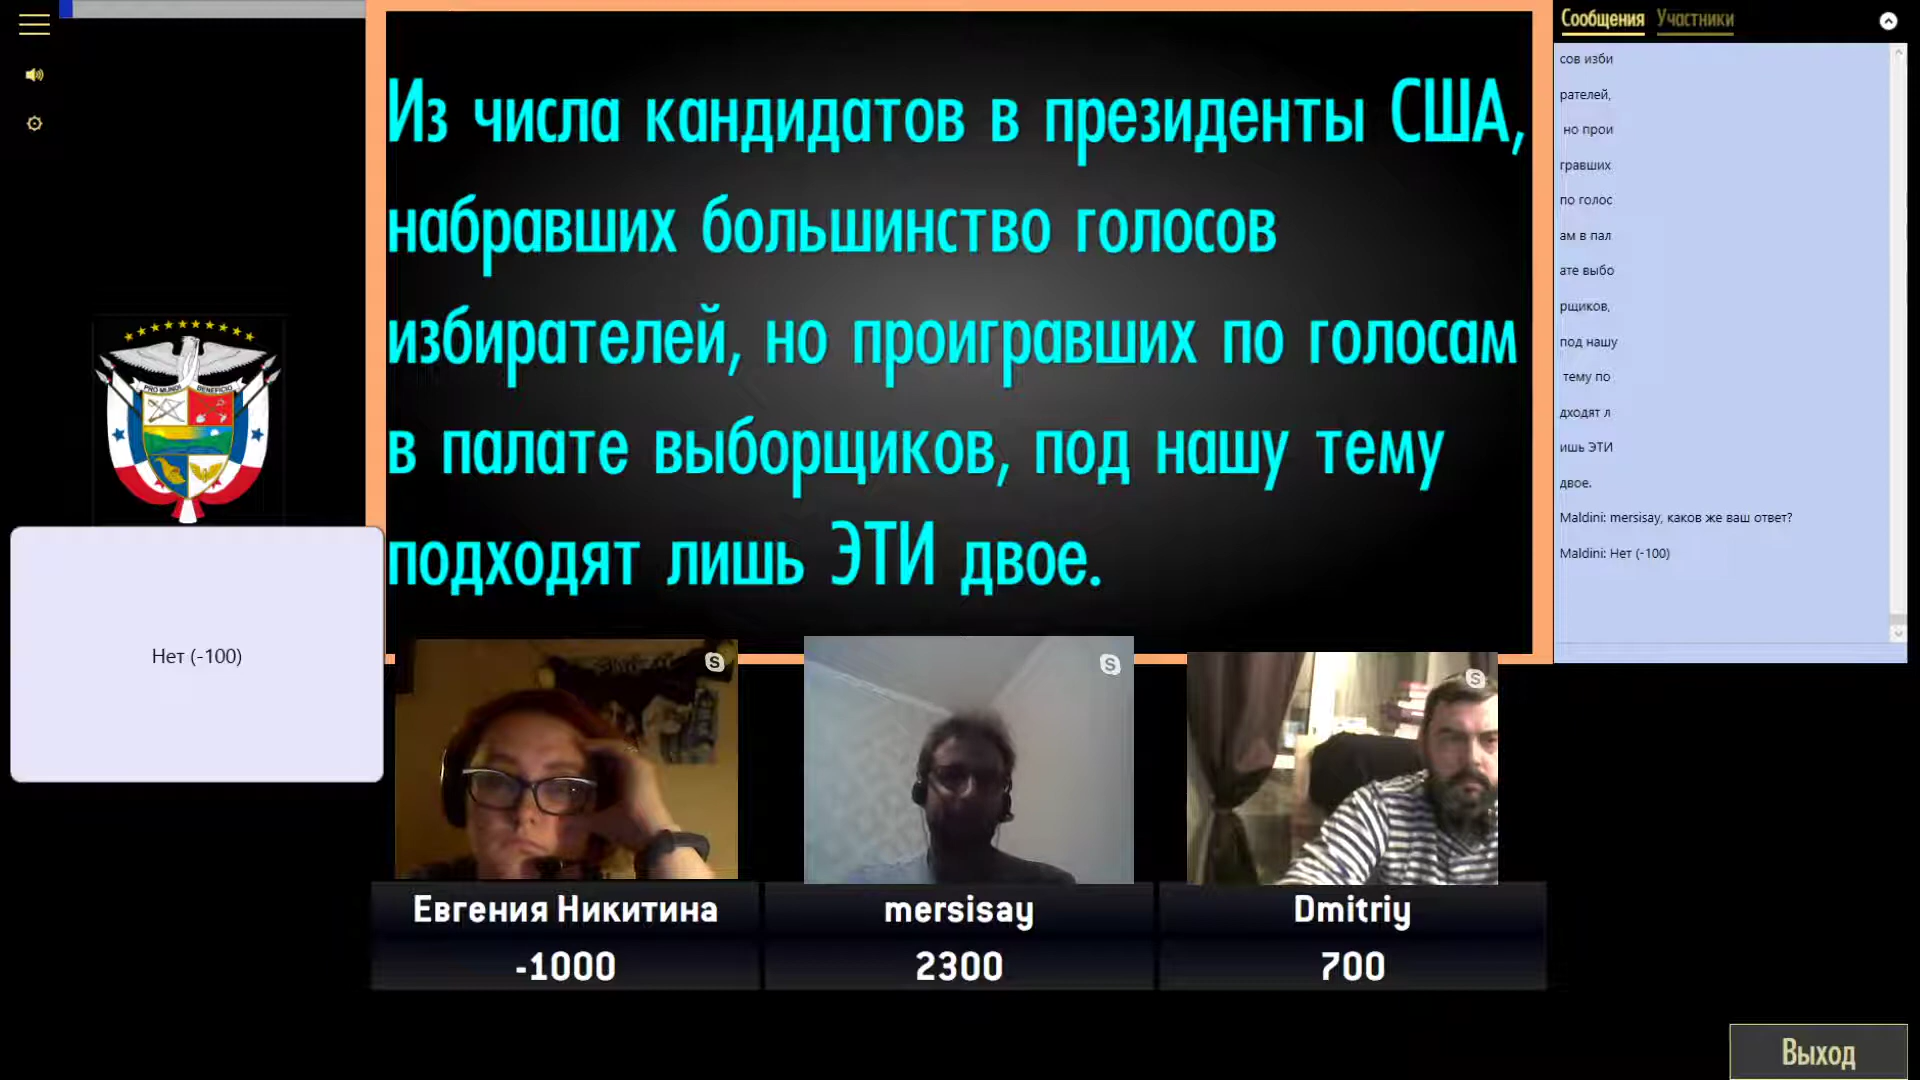 Сообщения Участники
Из числа кандидатов в президенты США,
набравших большинство голосов
избирателей, но проигравших по голосам
в палате выборщиков, под нашу тему
подходят лишь ЭТИ двое.
сов изби
рателей,
но прои
гравших
по голос
ам в пал
ате выбо
рщиков,
под нашу
тему по
дходят л
ишь ЭТИ
двое.
Maldini: mersisay, каков же ваш ответ?
Maldini: Нет (-100)
PRO MUNDI BENEFICIO
Нет (-100)
Евгения Никитина
-1000
mersisay
2300
Dmitriy
700
Выход